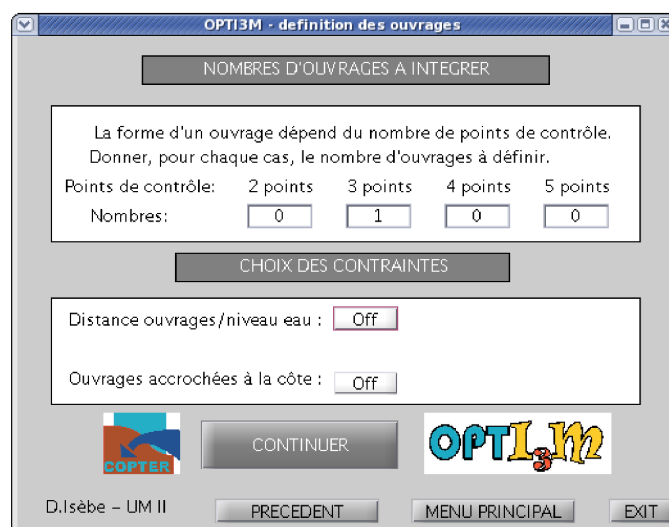 OPTI3M - definition des ouvrages
NOMBRES D'OUVRAGES A INTEGRER
La forme d'un ouvrage dépend du nombre de points de contrôle.
Donner, pour chaque cas, le nombre d'ouvrages à définir.
Points de contrôle: 2 points 3 points 4 points 5 points
Nombres: 0 1 0 0
CHOIX DES CONTRAINTES
Distance ouvrages/niveau eau : Off
Ouvrages accrochées à la côte : Off
COPTER CONTINUER OPTI3M
D.Isèbe – UM II PRECEDENT MENU PRINCIPAL EXIT